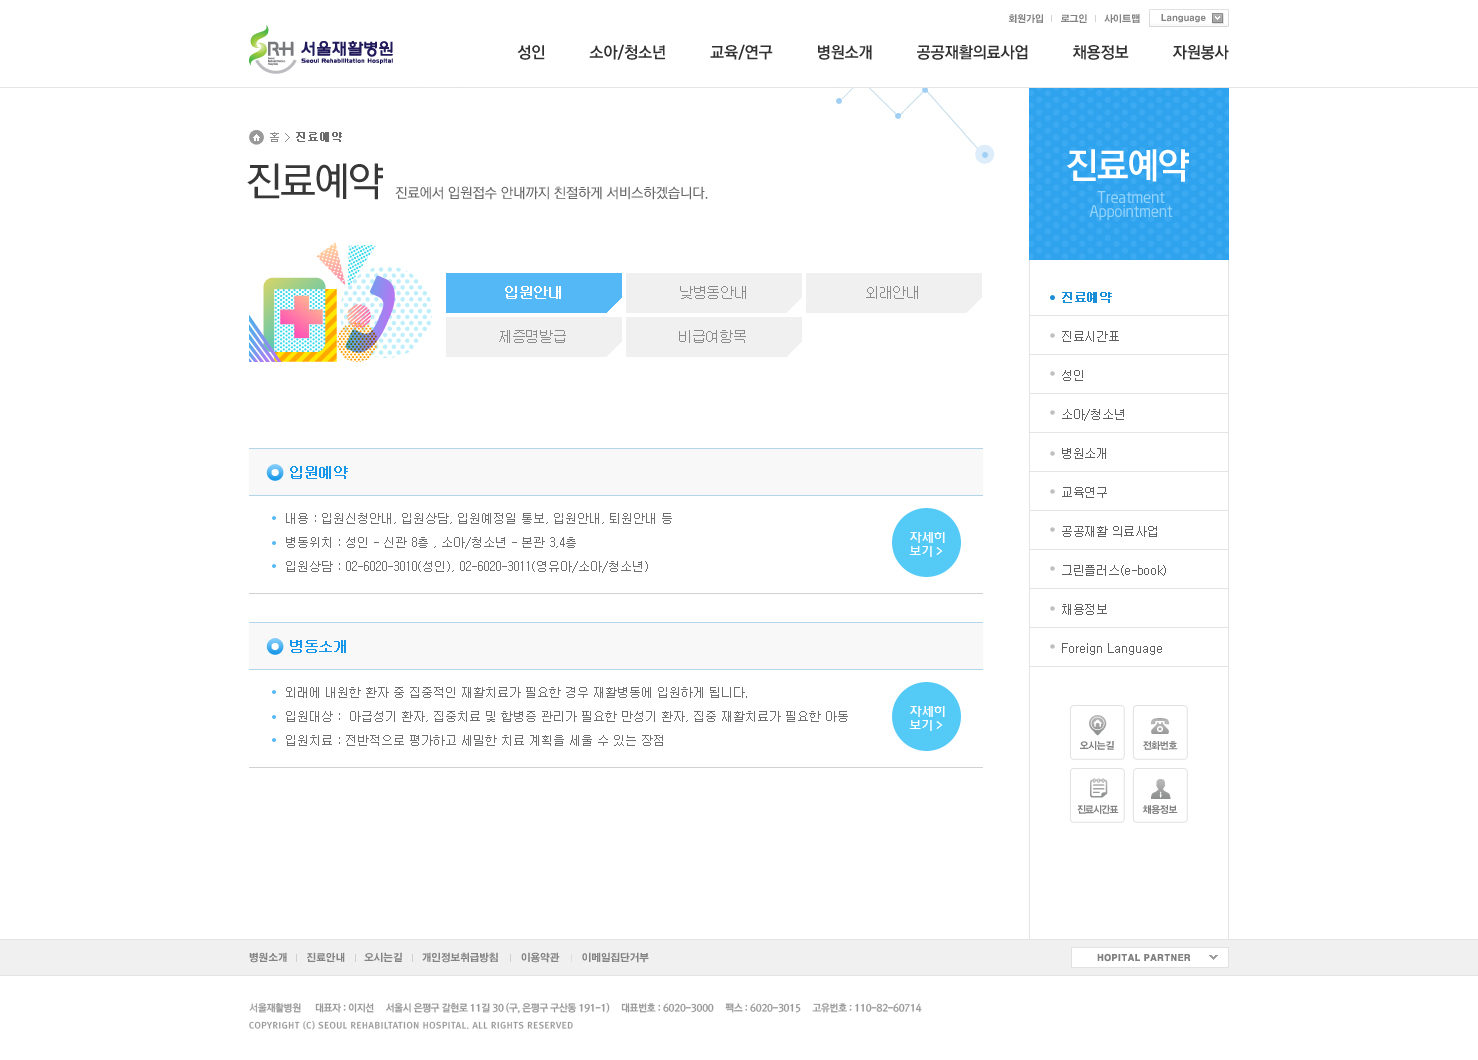 회원가입 로그인 사이트맵 Language
SRH 서울재활병원
Seoul Rehabilitation Hospital
성인 소아/청소년 교육/연구 병원소개 공공재활의료사업 채용정보 자원봉사
홈 > 진료예약
진료예약 진료에서 입원접수 안내까지 친절하게 서비스하겠습니다.
입원안내 낮병동안내 외래안내
제증명발급 비급여항목
입원예약
내용 : 입원신청안내, 입원상담, 입원예정일 통보, 입원안내, 퇴원안내 등
병동위치 : 성인 - 신관 8층 , 소아/청소년 - 본관 3,4층
입원상담 : 02-6020-3010(성인), 02-6020-3011(영유아/소아/청소년)
자세히
보기 >
병동소개
외래에 내원한 환자 중 집중적인 재활치료가 필요한 경우 재활병동에 입원하게 됩니다.
입원대상 : 아급성기 환자, 집중치료 및 합병증 관리가 필요한 만성기 환자, 집중 재활치료가 필요한 아동
입원치료 : 전반적으로 평가하고 세밀한 치료 계획을 세울 수 있는 장점
자세히
보기 >
진료예약
Treatment
Appointment
진료예약
진료시간표
성인
소아/청소년
병원소개
교육연구
공공재활 의료사업
그린플러스(e-book)
채용정보
Foreign Language
오시는길 전화번호
진료시간표 채용정보
병원소개 진료안내 오시는길 개인정보취급방침 이용약관 이메일집단거부 HOPITAL PARTNER
서울재활병원 대표자 : 이지선 서울시 은평구 갈현로 11길 30 (구, 은평구 구산동 191-1) 대표번호 : 6020-3000 팩스 : 6020-3015 고유번호 : 110-82-60714
COPYRIGHT (C) SEOUL REHABILTATION HOSPITAL. ALL RIGHTS RESERVED